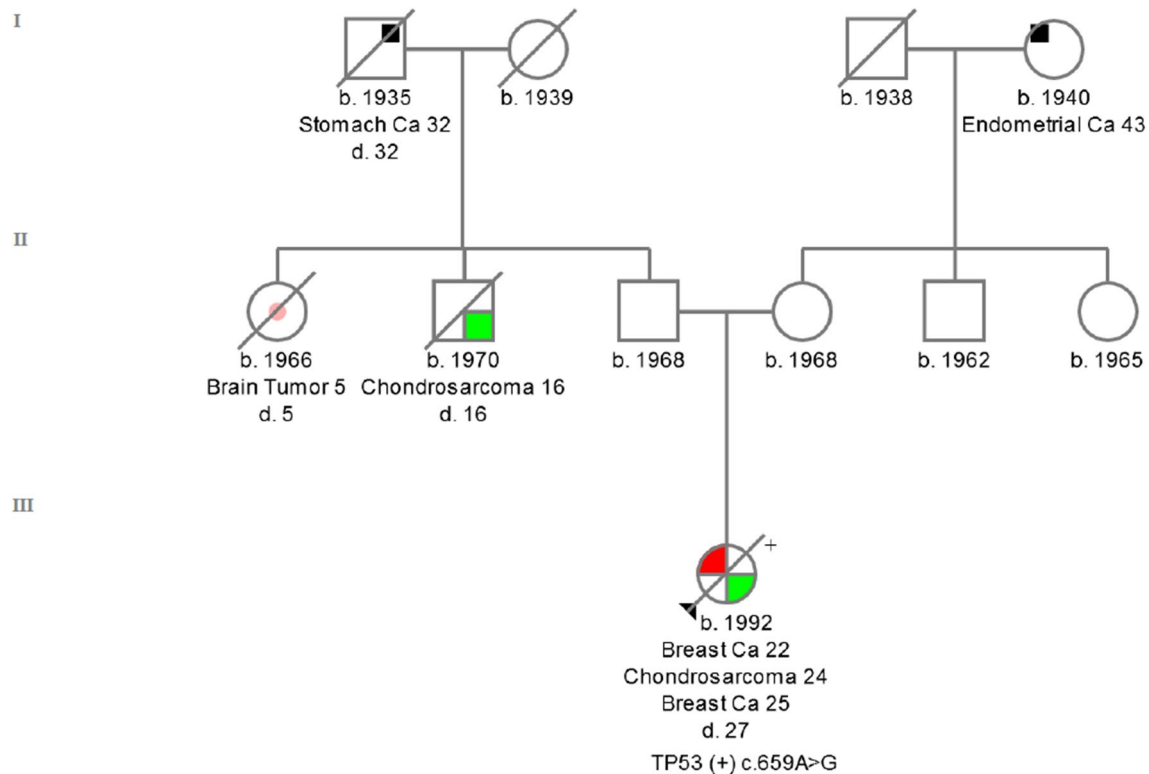 I
b. 1935
Stomach Ca 32
d. 32
b. 1939
b. 1938
b. 1940
Endometrial Ca 43
II
b. 1966
Brain Tumor 5
d. 5
b. 1970
Chondrosarcoma 16
d. 16
b. 1968
b. 1968
b. 1962
b. 1965
III
+
b. 1992
Breast Ca 22
Chondrosarcoma 24
Breast Ca 25
d. 27
TP53 (+) c.659A>G